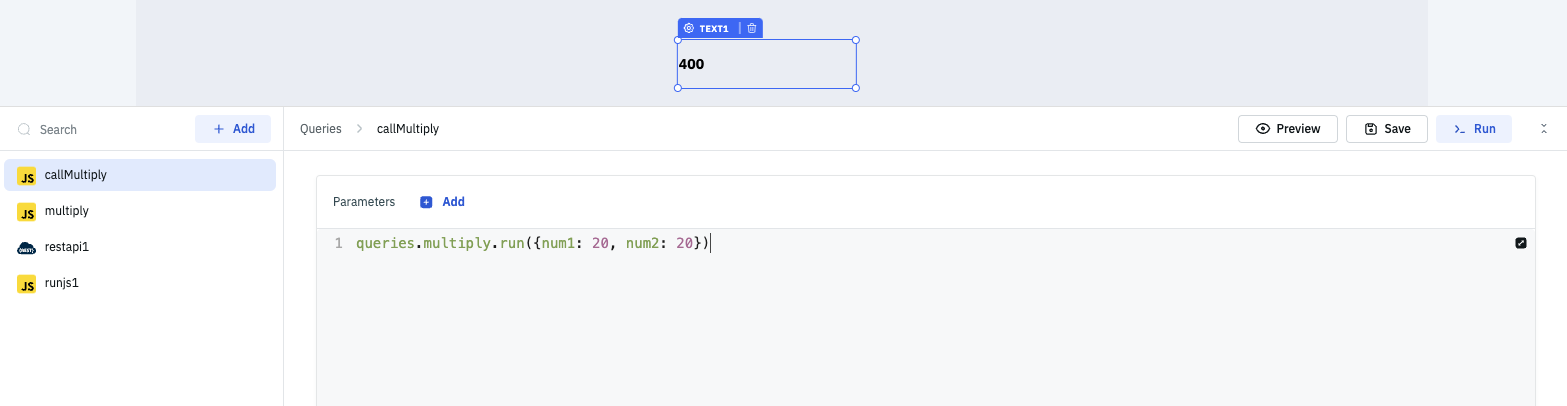 TEXT1
400
Search
Add
Queries
callMultiply
Preview
Save
Run
JS callMultiply
JS multiply
REST restapi1
JS runjs1
Parameters
Add
1 queries.multiply.run({num1: 20, num2: 20})